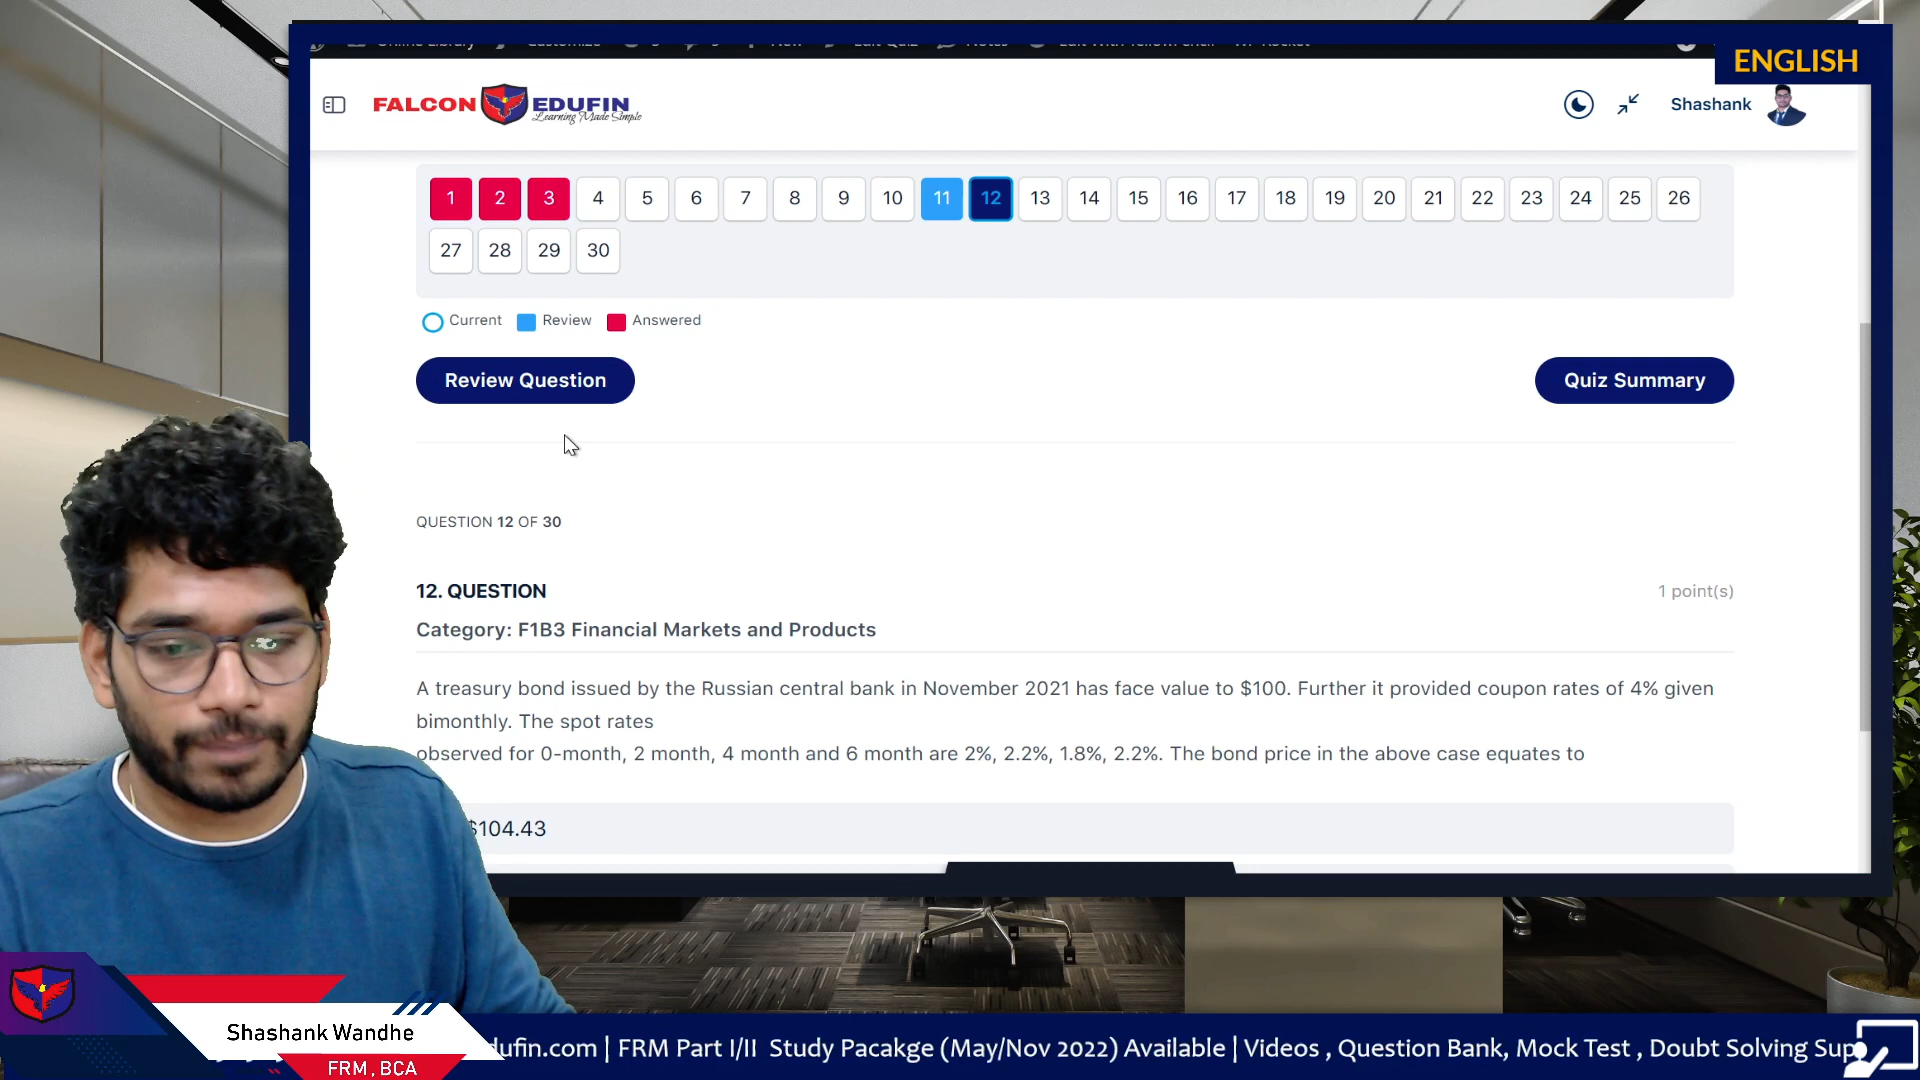 ENGLISH
FALCON EDUFIN
Learning Made Simple
Shashank
1 2 3 4 5 6 7 8 9 10 11 12 13 14 15 16 17 18 19 20 21 22 23 24 25 26
27 28 29 30
Current Review Answered
Review Question
Quiz Summary
QUESTION 12 OF 30
12. QUESTION
1 point(s)
Category: F1B3 Financial Markets and Products
A treasury bond issued by the Russian central bank in November 2021 has face value to $100. Further it provided coupon rates of 4% given
bimonthly. The spot rates
observed for 0-month, 2 month, 4 month and 6 month are 2%, 2.2%, 1.8%, 2.2%. The bond price in the above case equates to
$104.43
Shashank Wandhe
FRM, BCA
dufin.com | FRM Part I/II Study Pacakge (May/Nov 2022) Available | Videos , Question Bank, Mock Test , Doubt Solving Sup